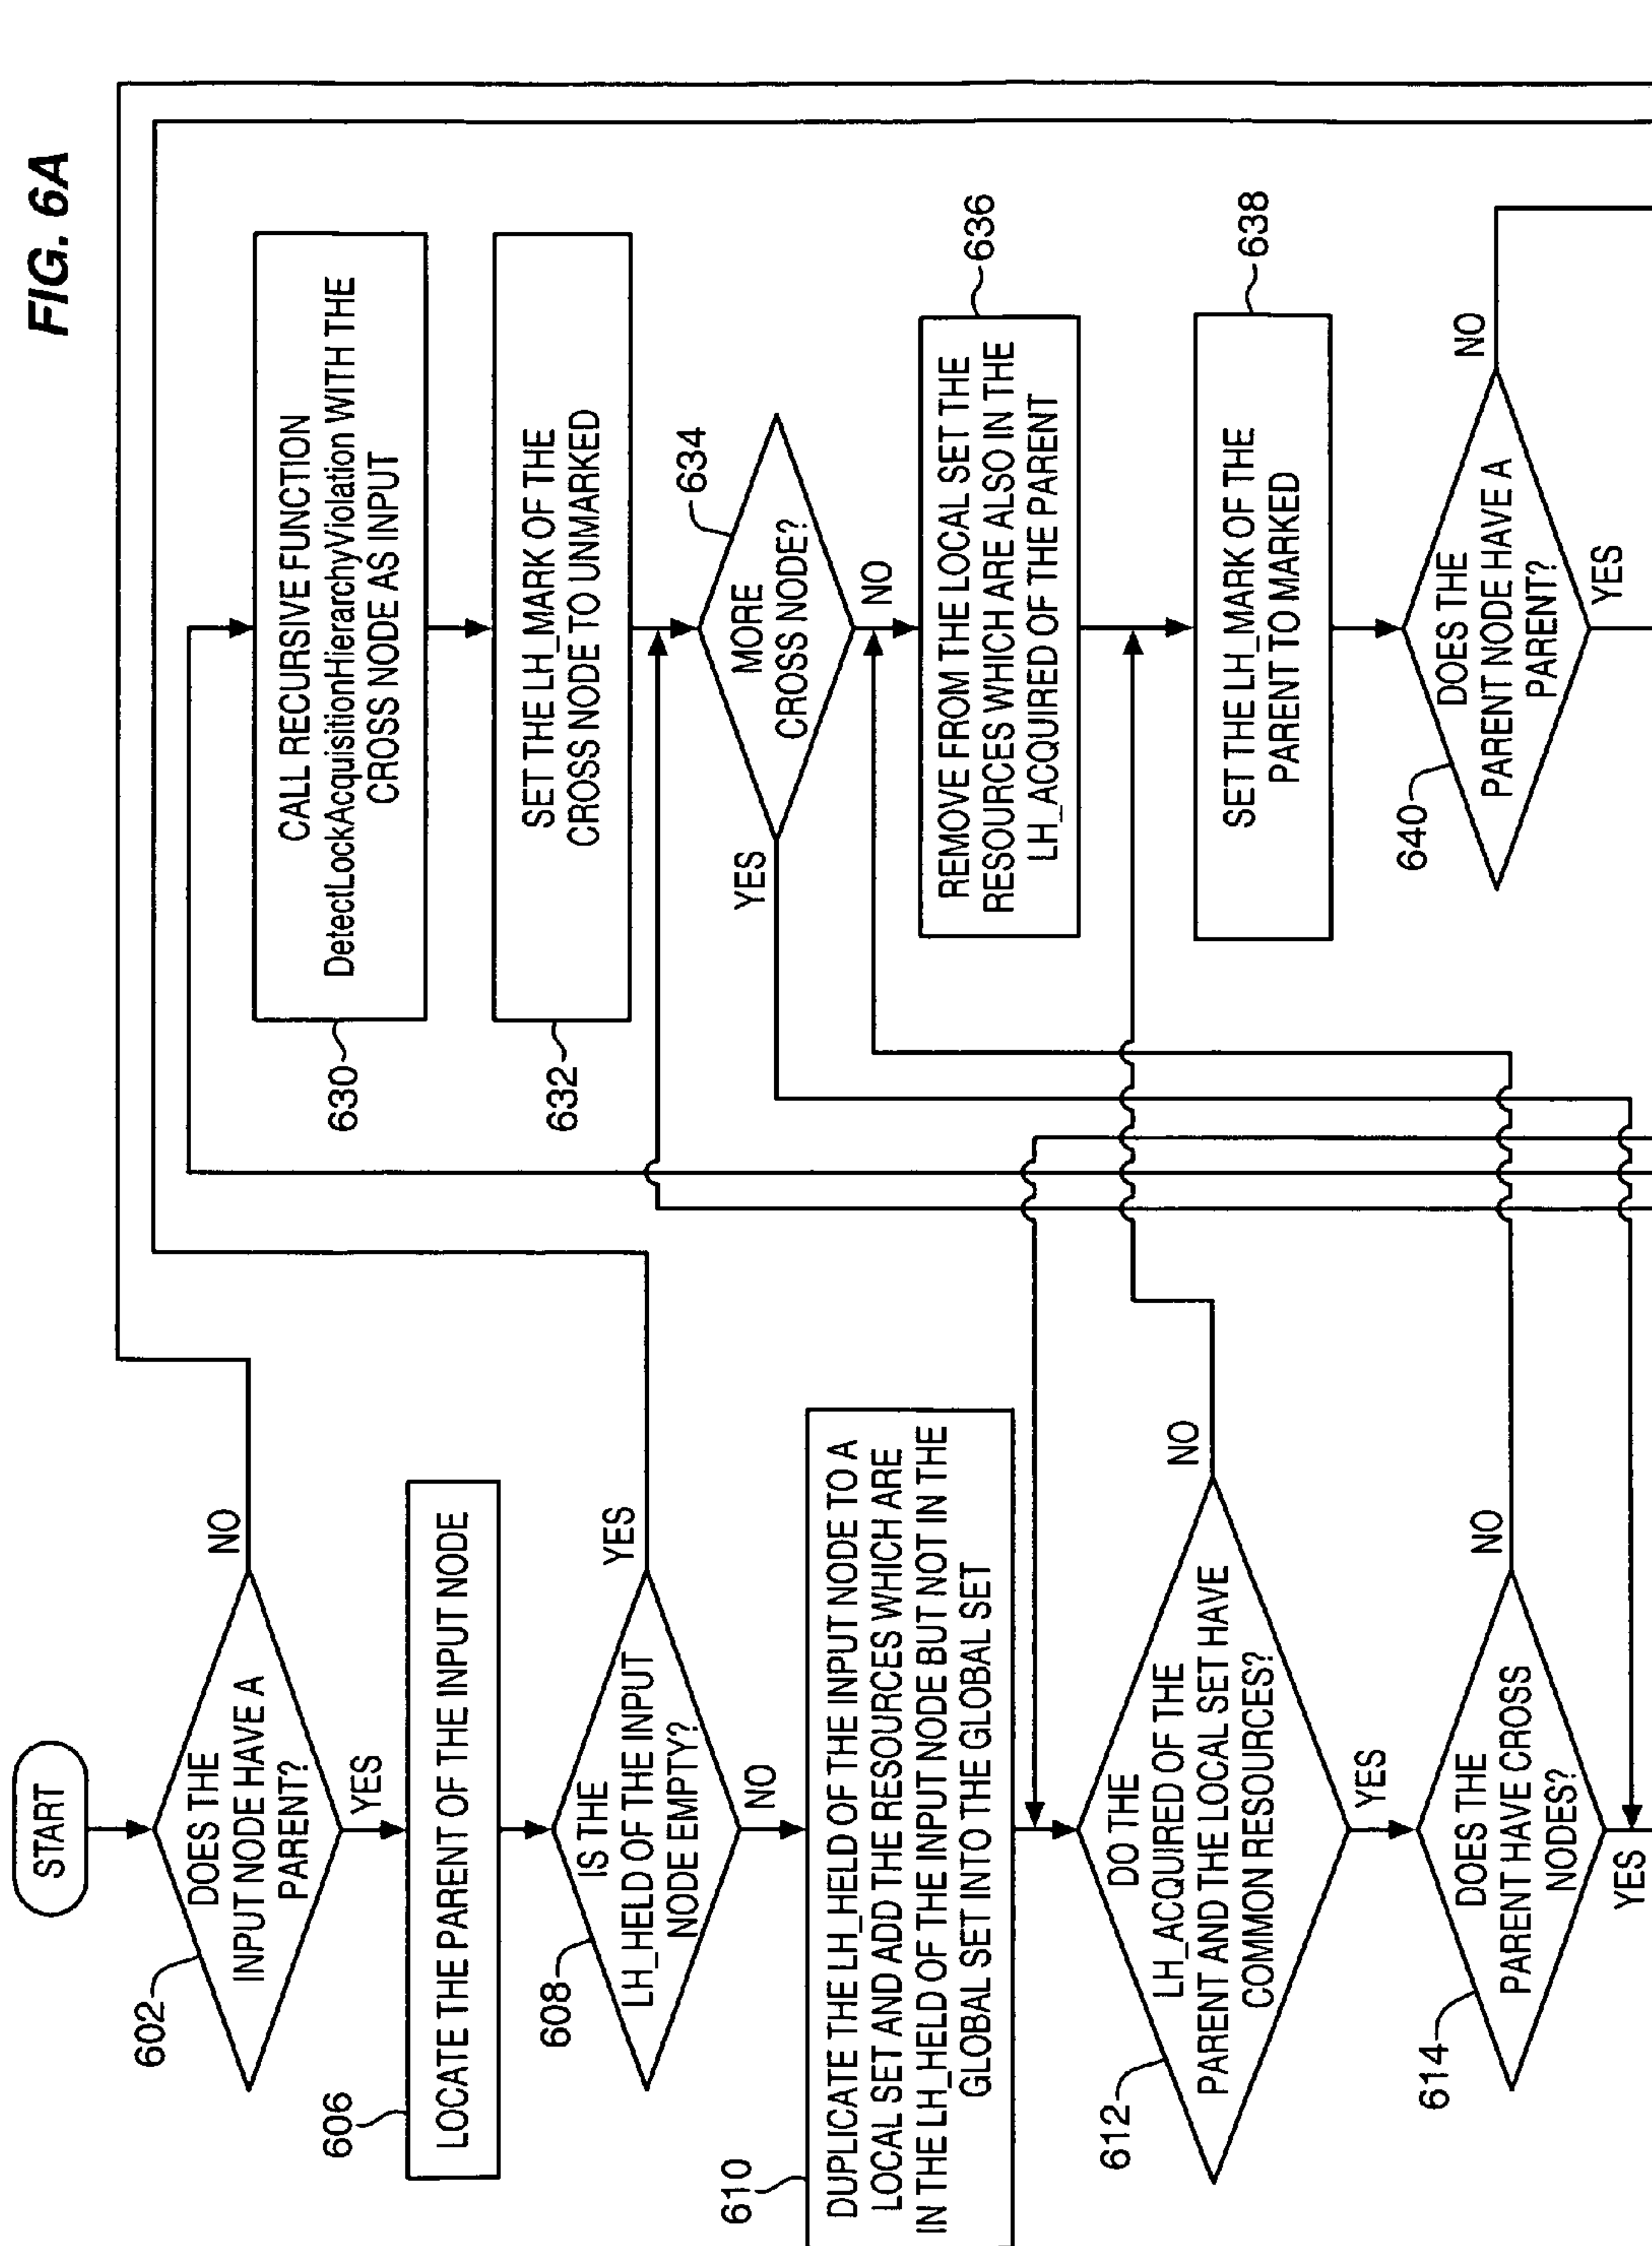 FIG. 6A
START
602
DOES THE
INPUT NODE HAVE A
PARENT?
NO
YES
606
LOCATE THE PARENT OF THE INPUT NODE
608
IS THE
LH_HELD OF THE INPUT
NODE EMPTY?
YES
NO
610
DUPLICATE THE LH_HELD OF THE INPUT NODE TO A
LOCAL SET AND ADD THE RESOURCES WHICH ARE
IN THE LH_HELD OF THE INPUT NODE BUT NOT IN THE
GLOBAL SET INTO THE GLOBAL SET
612
DO THE
LH_ACQUIRED OF THE
PARENT AND THE LOCAL SET HAVE
COMMON RESOURCES?
NO
YES
614
DOES THE
PARENT HAVE CROSS
NODES?
NO
YES
630
CALL RECURSIVE FUNCTION
DetectLockAcquisitionHierarchyViolation WITH THE
CROSS NODE AS INPUT
632
SET THE LH_MARK OF THE
CROSS NODE TO UNMARKED
634
MORE
CROSS NODE?
YES
NO
636
REMOVE FROM THE LOCAL SET THE
RESOURCES WHICH ARE ALSO IN THE
LH_ACQUIRED OF THE PARENT
638
SET THE LH_MARK OF THE
PARENT TO MARKED
640
DOES THE
PARENT NODE HAVE A
PARENT?
NO
YES